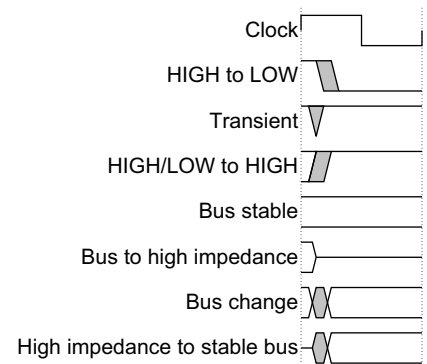 Clock
HIGH to LOW
Transient
HIGH/LOW to HIGH
Bus stable
Bus to high impedance
Bus change
High impedance to stable bus